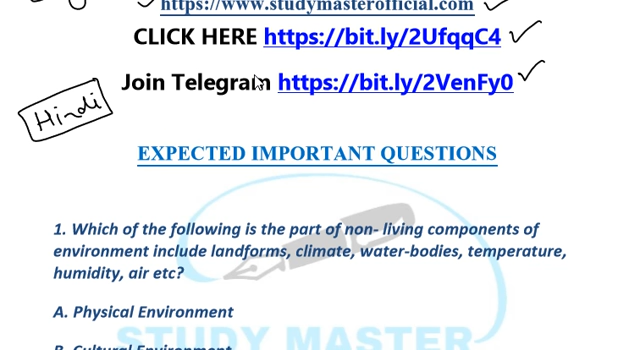 https://www.studymasterofficial.com
CLICK HERE https://bit.ly/2UfqqC4
Join Telegram https://bit.ly/2VenFy0
Hindi
EXPECTED IMPORTANT QUESTIONS
1. Which of the following is the part of non- living components of
environment include landforms, climate, water-bodies, temperature,
humidity, air etc?
A. Physical Environment
STUDY MASTER
B. Cultural Environment